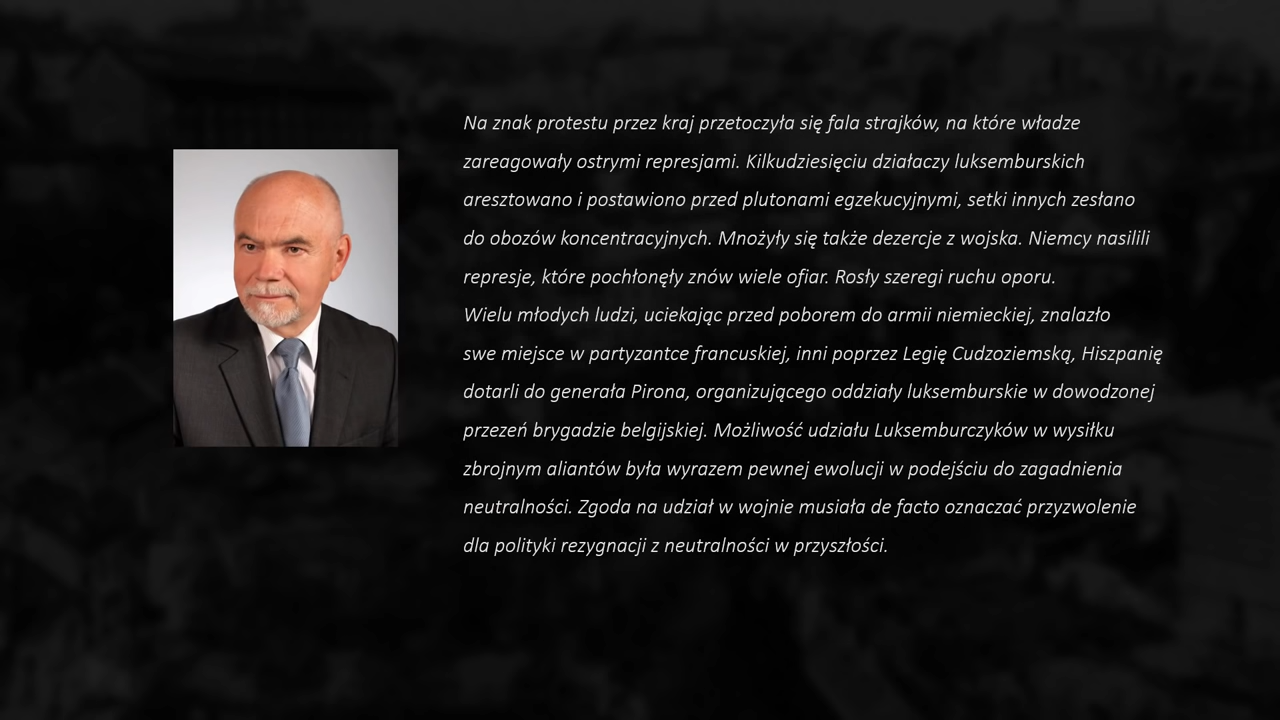 Na znak protestu przez kraj przetoczyła się fala strajków, na które władze
zareagowały ostrymi represjami. Kilkudziesięciu działaczy luksemburskich
aresztowano i postawiono przed plutonami egzekucyjnymi, setki innych zesłano
do obozów koncentracyjnych. Mnożyły się także dezercje z wojska. Niemcy nasilili
represje, które pochłonęły znów wiele ofiar. Rosły szeregi ruchu oporu.
Wielu młodych ludzi, uciekając przed poborem do armii niemieckiej, znalazło
swe miejsce w partyzantce francuskiej, inni poprzez Legię Cudzoziemską, Hiszpanię
dotarli do generała Pirona, organizującego oddziały luksemburskie w dowodzonej
przezeń brygadzie belgijskiej. Możliwość udziału Luksemburczyków w wysiłku
zbrojnym aliantów była wyrazem pewnej ewolucji w podejściu do zagadnienia
neutralności. Zgoda na udział w wojnie musiała de facto oznaczać przyzwolenie
dla polityki rezygnacji z neutralności w przyszłości.